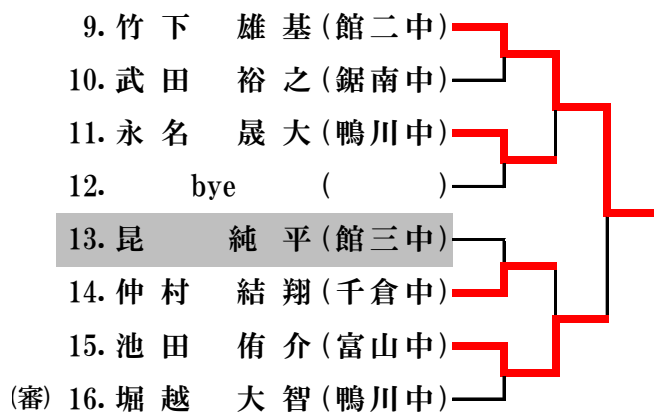 9. 竹下 雄基 (館二中)
10. 武田 裕之 (鋸南中)
11. 永名 晟大 (鴨川中)
12. bye ( )
13. 昆 純平 (館三中)
14. 仲村 結翔 (千倉中)
15. 池田 侑介 (富山中)
(審) 16. 堀越 大智 (鴨川中)